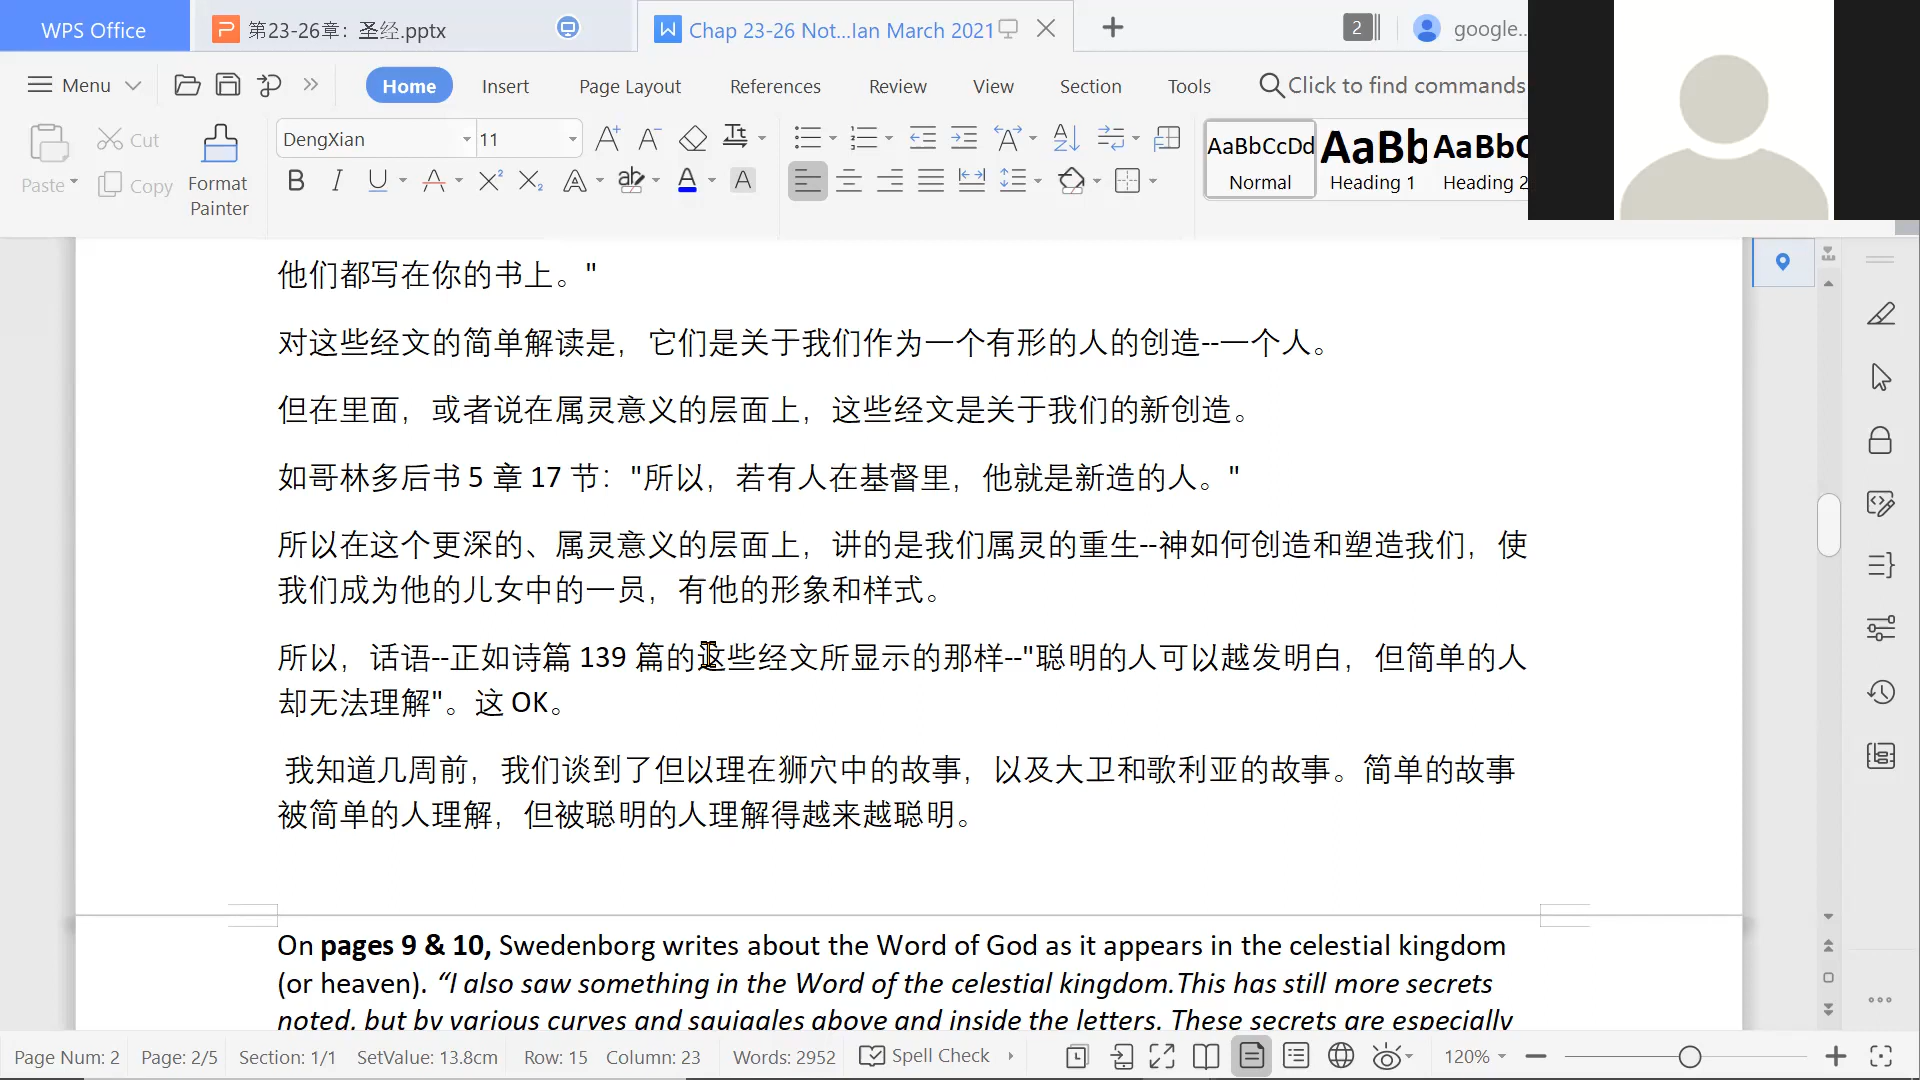 WPS Office
第23-26章：圣经.pptx
Chap 23-26 Not...Ian March 2021
2
google..
Menu
Home
Insert
Page Layout
References
Review
View
Section
Tools
Click to find commands
Paste
Cut
Copy
Format Painter
DengXian
11
AaBbCcDd
Normal
AaBb
Heading 1
AaBbC
Heading 2
他们都写在你的书上。"
对这些经文的简单解读是，它们是关于我们作为一个有形的人的创造--一个人。
但在里面，或者说在属灵意义的层面上，这些经文是关于我们的新创造。
如哥林多后书 5 章 17 节："所以，若有人在基督里，他就是新造的人。"
所以在这个更深的、属灵意义的层面上，讲的是我们属灵的重生--神如何创造和塑造我们，使
我们成为他的儿女中的一员，有他的形象和样式。
所以，话语--正如诗篇 139 篇的这些经文所显示的那样--"聪明的人可以越发明白，但简单的人
却无法理解"。这 OK。
我知道几周前，我们谈到了但以理在狮穴中的故事，以及大卫和歌利亚的故事。简单的故事
被简单的人理解，但被聪明的人理解得越来越聪明。
On pages 9 & 10, Swedenborg writes about the Word of God as it appears in the celestial kingdom
(or heaven). “I also saw something in the Word of the celestial kingdom.This has still more secrets
noted, but by various curves and squiggles above and inside the letters. These secrets are especially
Page Num: 2
Page: 2/5
Section: 1/1
SetValue: 13.8cm
Row: 15
Column: 23
Words: 2952
Spell Check
120%